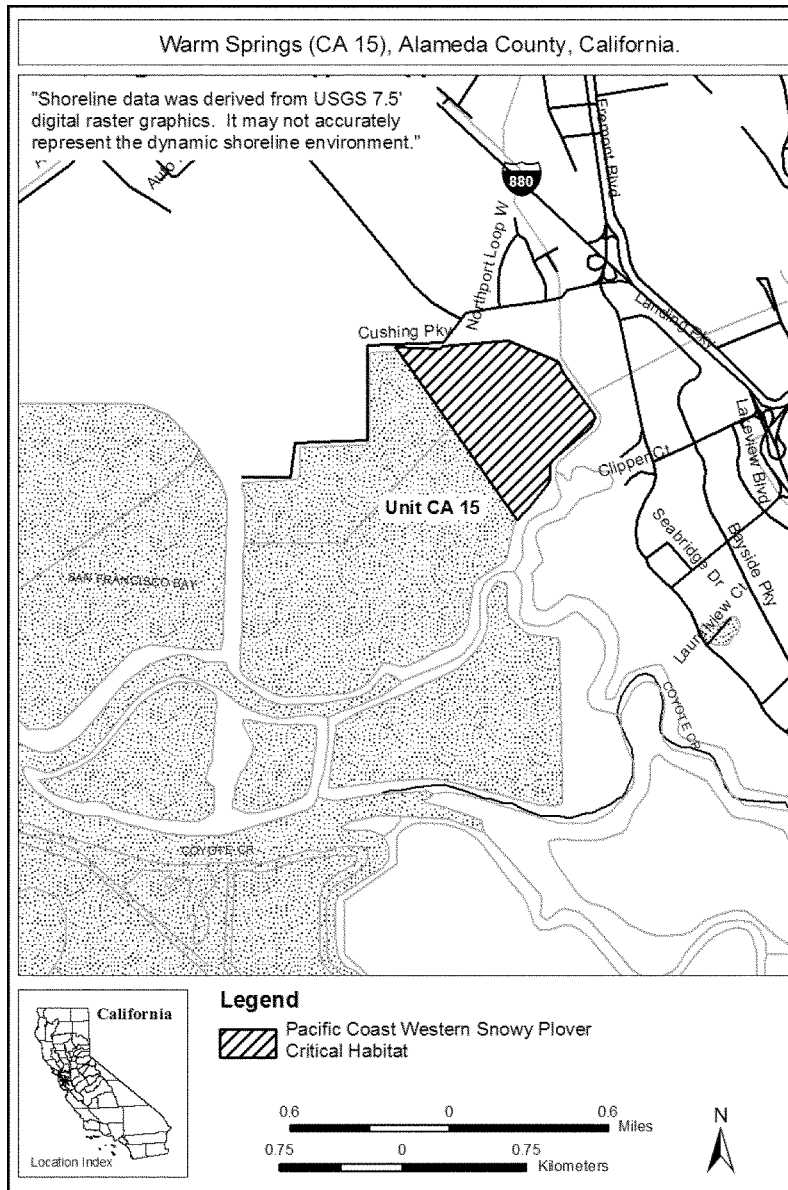 Warm Springs (CA 15), Alameda County, California.
"Shoreline data was derived from USGS 7.5'
digital raster graphics. It may not accurately
represent the dynamic shoreline environment."
Auto
Fremont Blvd
880
Northport Loop W
Landing Pky
Cushing Pky
Lakeview Blvd
Clipper Ct
Unit CA 15
Seabridge Dr
Bayside Pky
SAN FRANCISCO BAY
Laurelview Ct
COYOTE CR
COYOTE CR
California
Location Index
Legend
Pacific Coast Western Snowy Plover
Critical Habitat
0.6 0 0.6
Miles
0.75 0 0.75
Kilometers
N